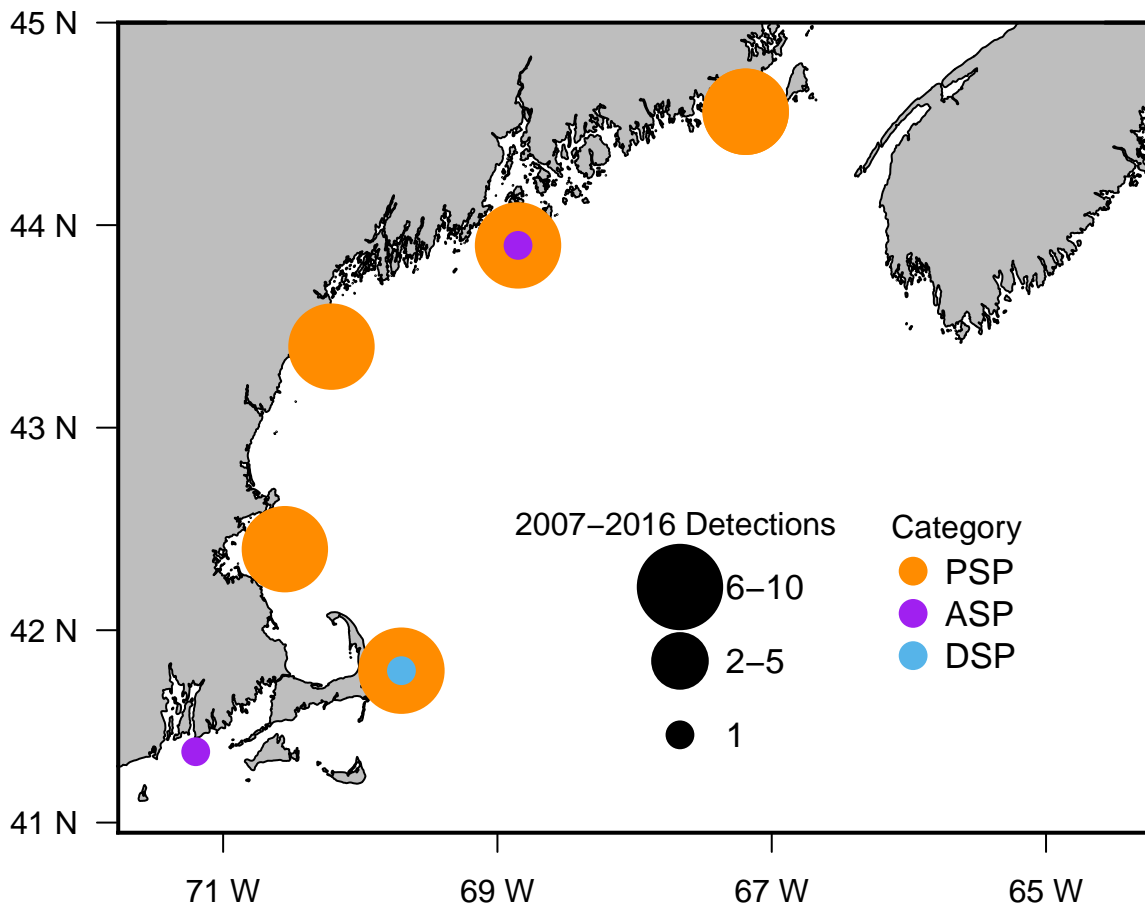 45 N
44 N
43 N
42 N
41 N
2007–2016 Detections
6–10
2–5
1
Category
PSP
ASP
DSP
71 W
69 W
67 W
65 W